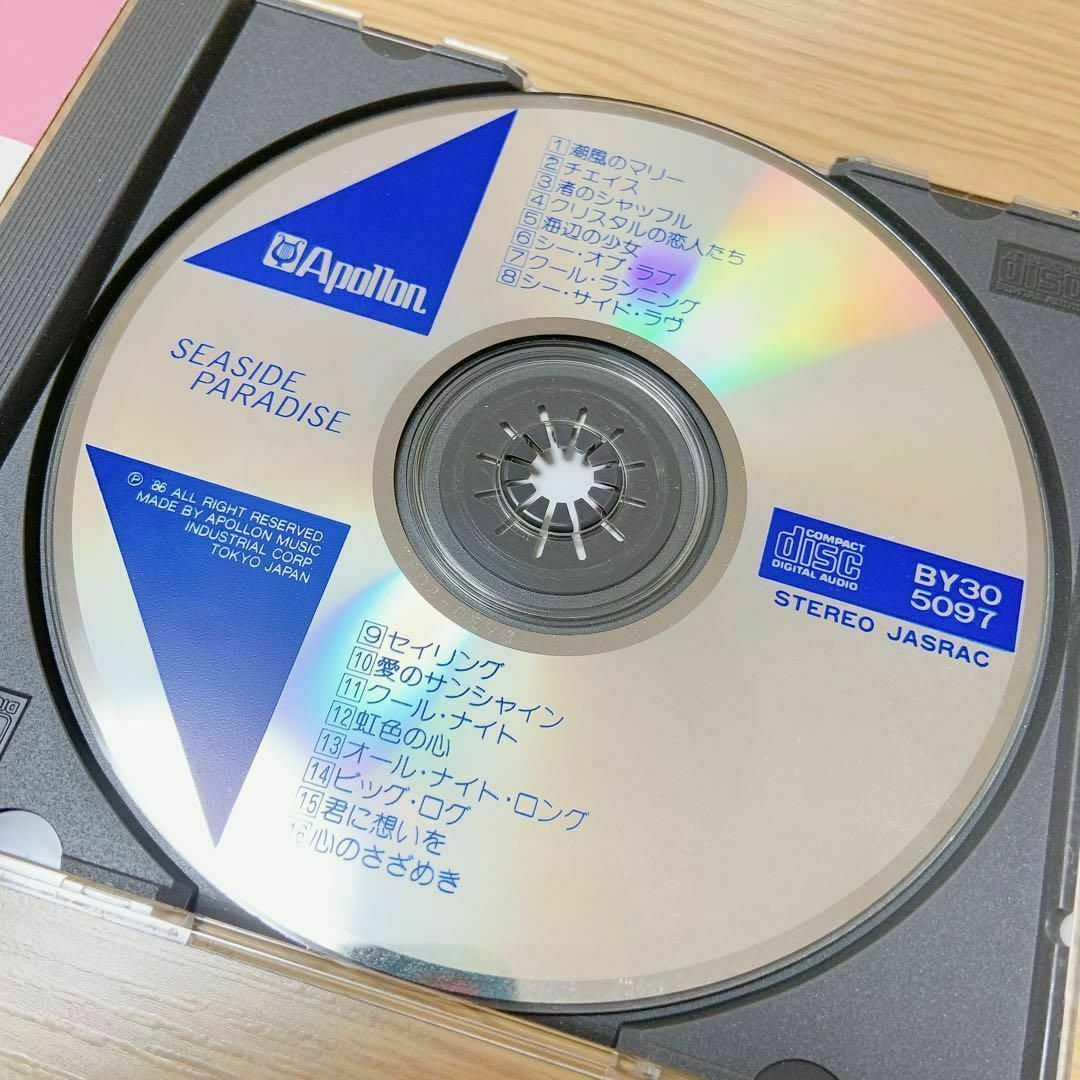 Apollon
SEASIDE
PARADISE
Ⓟ 86 ALL RIGHT RESERVED
MADE BY APOLLON MUSIC
INDUSTRIAL CORP
TOKYO JAPAN
1 潮風のマリー
2 チェイス
3 渚のシャッフル
4 クリスタルの恋人たち
5 海辺の少女
6 シー・オブ・ラブ
7 クール・ランニング
8 シー・サイド・ラヴ
COMPACT
disc
DIGITAL AUDIO
BY30
5097
STEREO JASRAC
9 セイリング
10 愛のサンシャイン
11 クール・ナイト
12 虹色の心
13 オール・ナイト・ロング
14 ビッグ・ログ
15 君に想いを
16 心のさざめき
disc